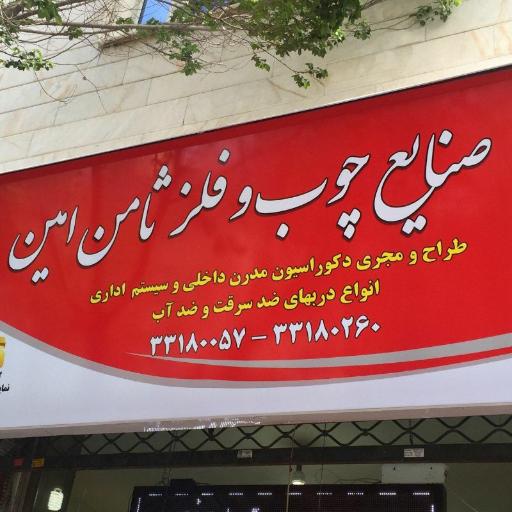 صنایع چوب و فلز ثامن امین
طراح و مجری دکوراسیون مدرن داخلی و سیستم اداری
انواع دربهای ضد سرقت و ضد آب
۳۳۱۸۰۰۵۷ - ۳۳۱۸۰۲۶۰